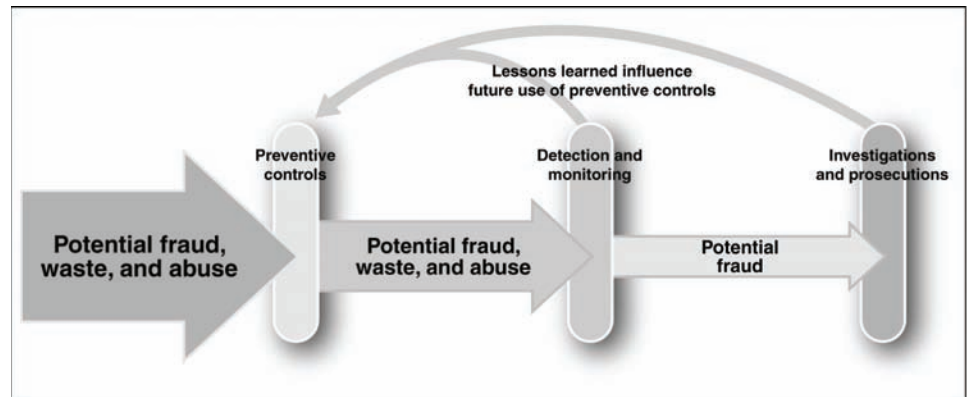 Lessons learned influence
future use of preventive controls
Preventive
controls
Detection and
monitoring
Investigations
and prosecutions
Potential fraud,
waste, and abuse
Potential fraud,
waste, and abuse
Potential
fraud